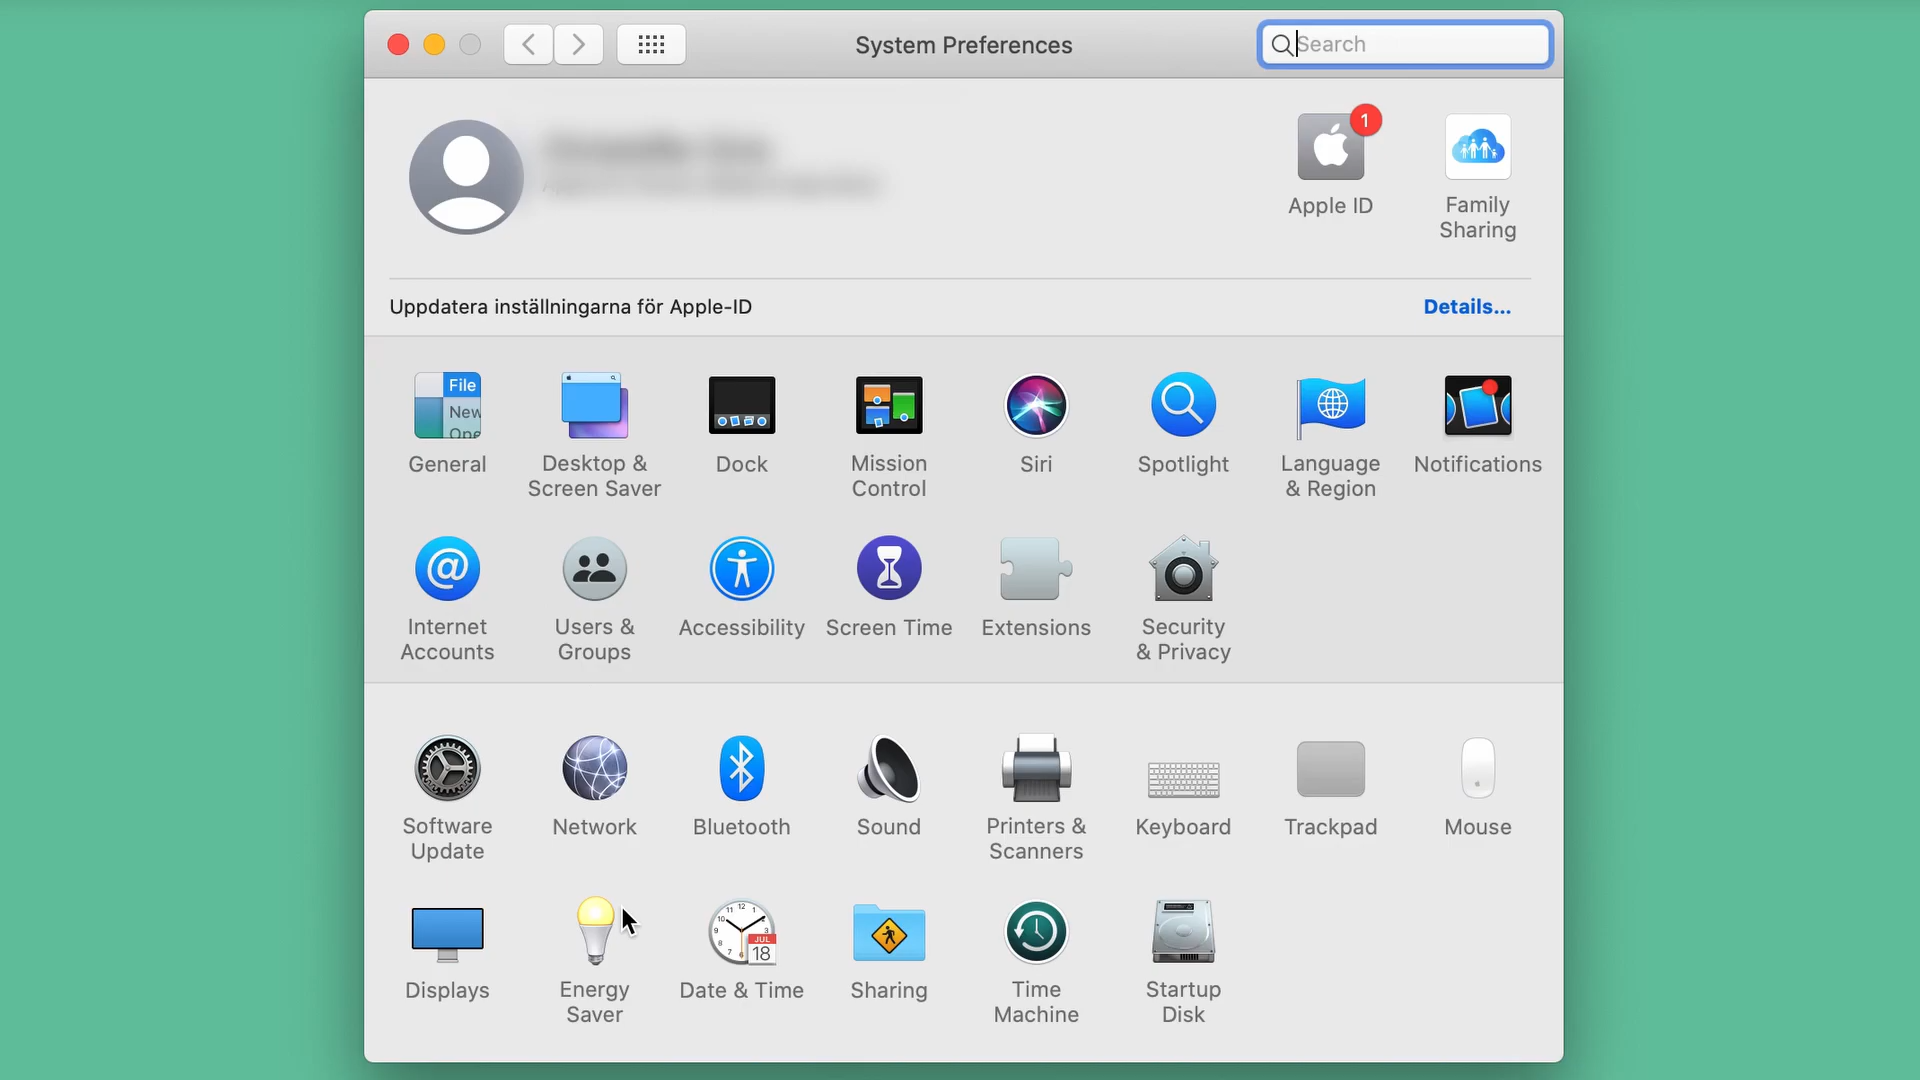 System Preferences
Search
1
Apple ID
Family
Sharing
Uppdatera inställningarna för Apple-ID
Details...
File
New
Ope
General
Desktop &
Screen Saver
Dock
Mission
Control
Siri
Spotlight
Language
& Region
Notifications
@
Internet
Accounts
Users &
Groups
Accessibility
Screen Time
Extensions
Security
& Privacy
Software
Update
Network
Bluetooth
Sound
Printers &
Scanners
Keyboard
Trackpad
Mouse
Displays
Energy
Saver
JUL
18
Date & Time
Sharing
Time
Machine
Startup
Disk